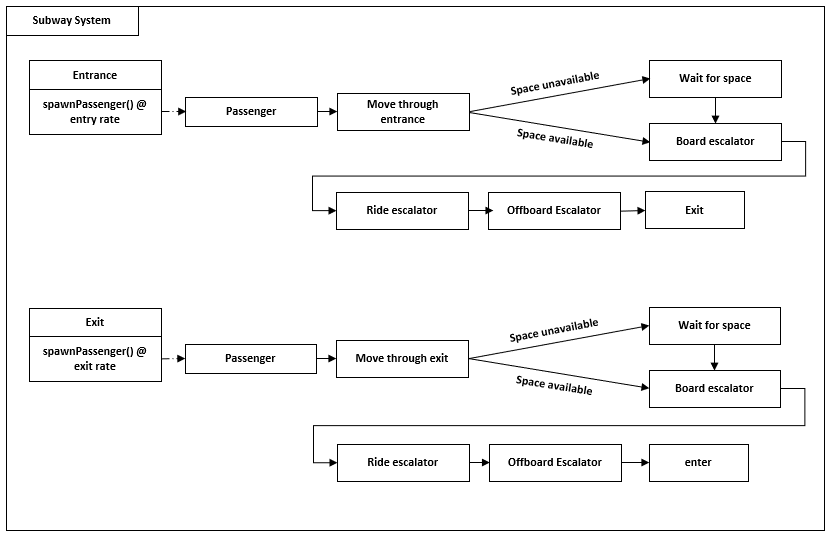 Subway System
Entrance
spawnPassenger() @
entry rate
Passenger
Move through
entrance
Space unavailable
Space available
Wait for space
Board escalator
Ride escalator
Offboard Escalator
Exit
Exit
spawnPassenger() @
exit rate
Passenger
Move through exit
Space unavailable
Space available
Wait for space
Board escalator
Ride escalator
Offboard Escalator
enter